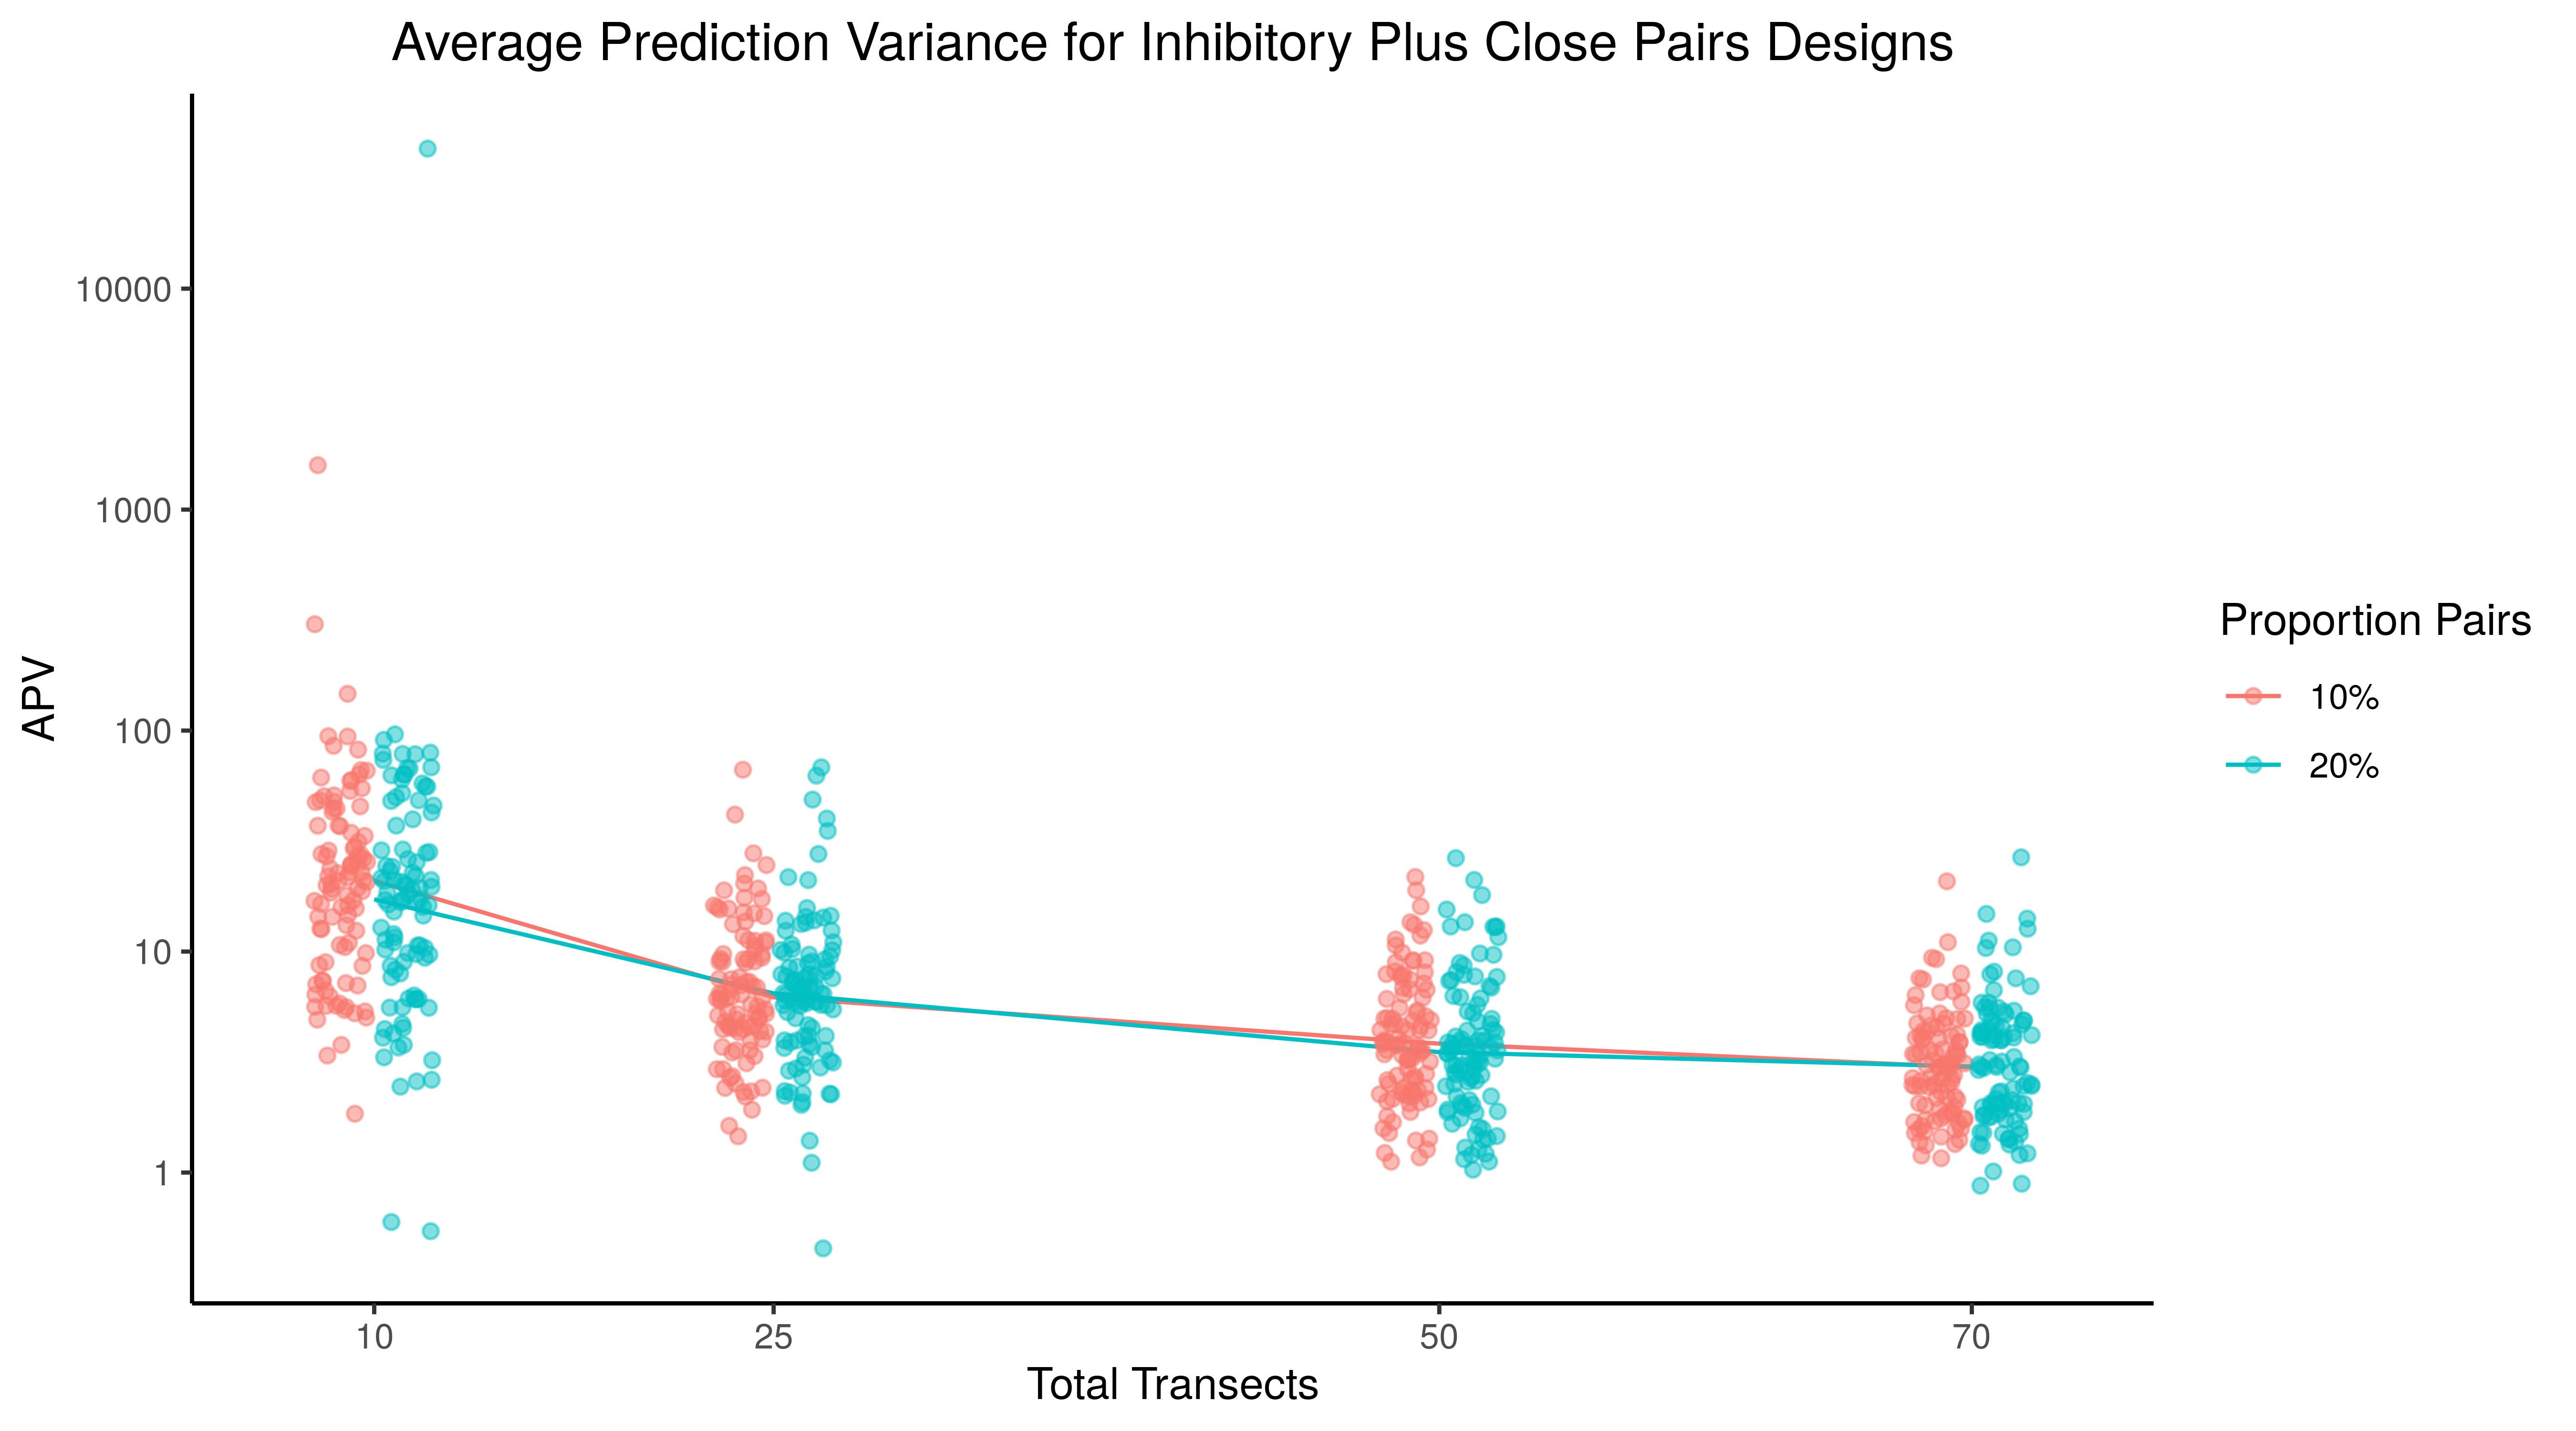 Average Prediction Variance for Inhibitory Plus Close Pairs Designs
APV
10000
1000
100
10
1
10 25 50 70
Total Transects
Proportion Pairs
10%
20%